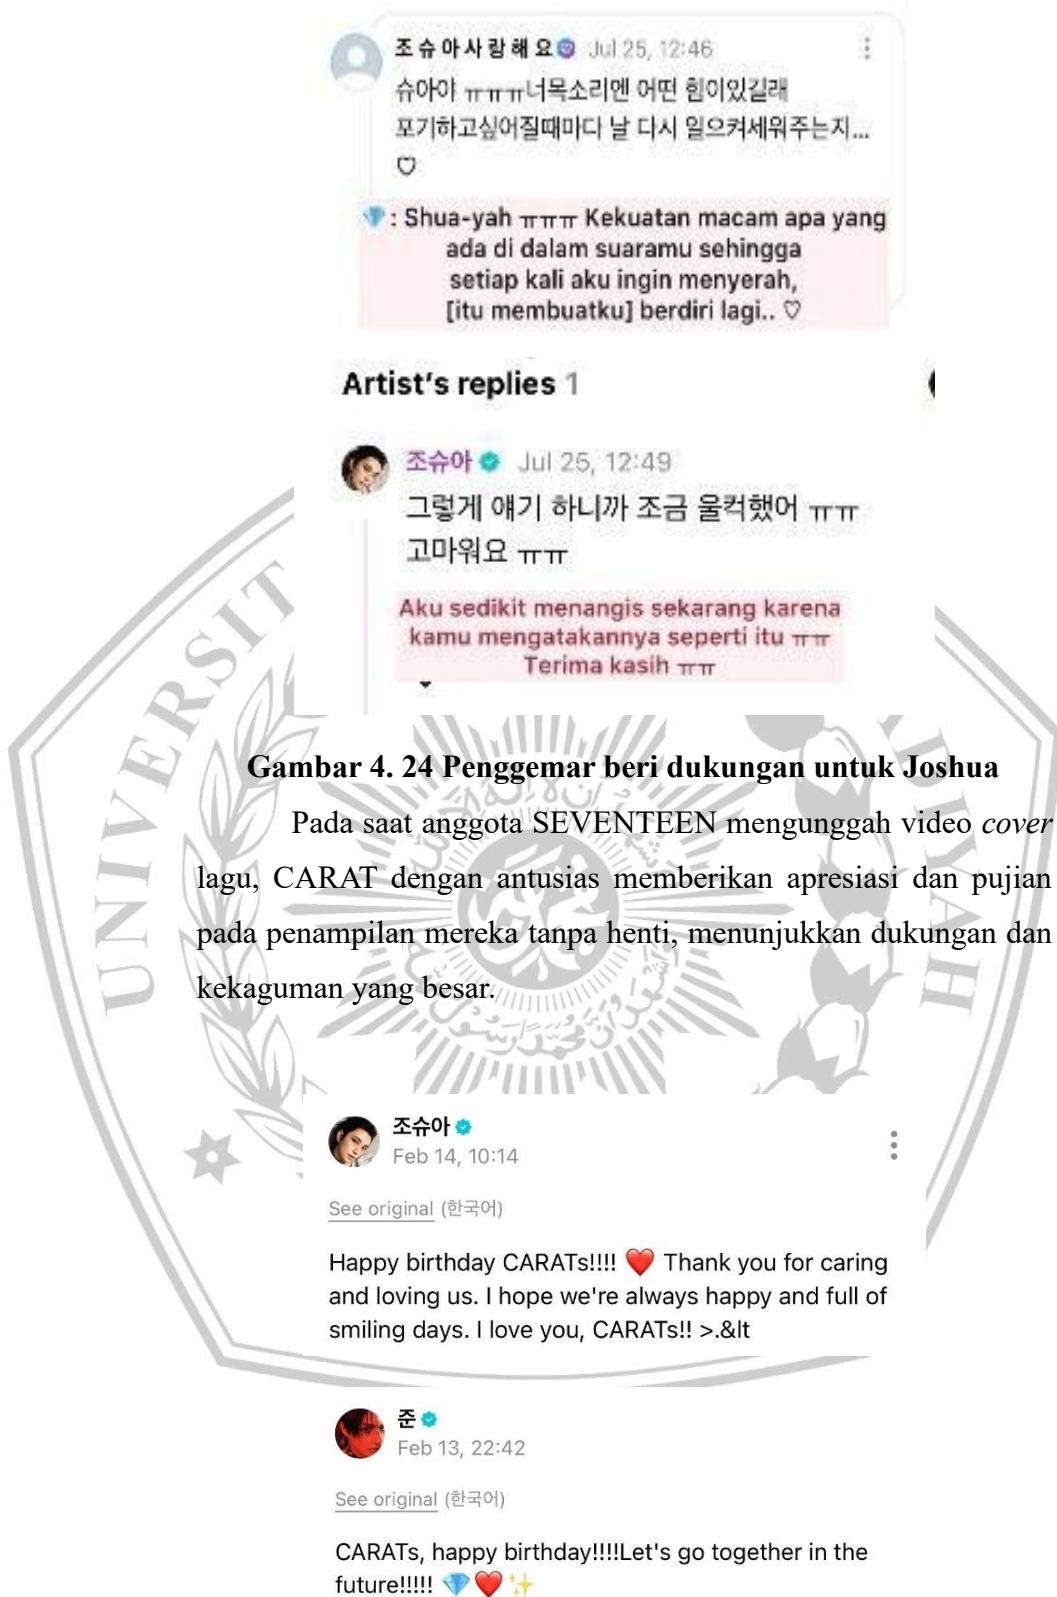 조슈아사랑해요 Jul 25, 12:46
슈아야 ㅠㅠㅠ너목소리엔 어떤 힘이있길래
포기하고싶어질때마다 날 다시 일으켜세워주는지...
♡
💎 : Shua-yah ㅠㅠㅠ Kekuatan macam apa yang
ada di dalam suaramu sehingga
setiap kali aku ingin menyerah,
[itu membuatku] berdiri lagi.. ♡
Artist's replies 1
조슈아 Jul 25, 12:49
그렇게 얘기 하니까 조금 울컥했어 ㅠㅠ
고마워요 ㅠㅠ
Aku sedikit menangis sekarang karena
kamu mengatakannya seperti itu ㅠㅠ
Terima kasih ㅠㅠ
UNIVERSIT
DIYAH
Gambar 4. 24 Penggemar beri dukungan untuk Joshua
Pada saat anggota SEVENTEEN mengunggah video cover
lagu, CARAT dengan antusias memberikan apresiasi dan pujian
pada penampilan mereka tanpa henti, menunjukkan dukungan dan
kekaguman yang besar.
조슈아
Feb 14, 10:14
See original (한국어)
Happy birthday CARATs!!!! ❤️ Thank you for caring
and loving us. I hope we're always happy and full of
smiling days. I love you, CARATs!! >.&lt
준
Feb 13, 22:42
See original (한국어)
CARATs, happy birthday!!!!Let's go together in the
future!!!!! 💎❤️✨